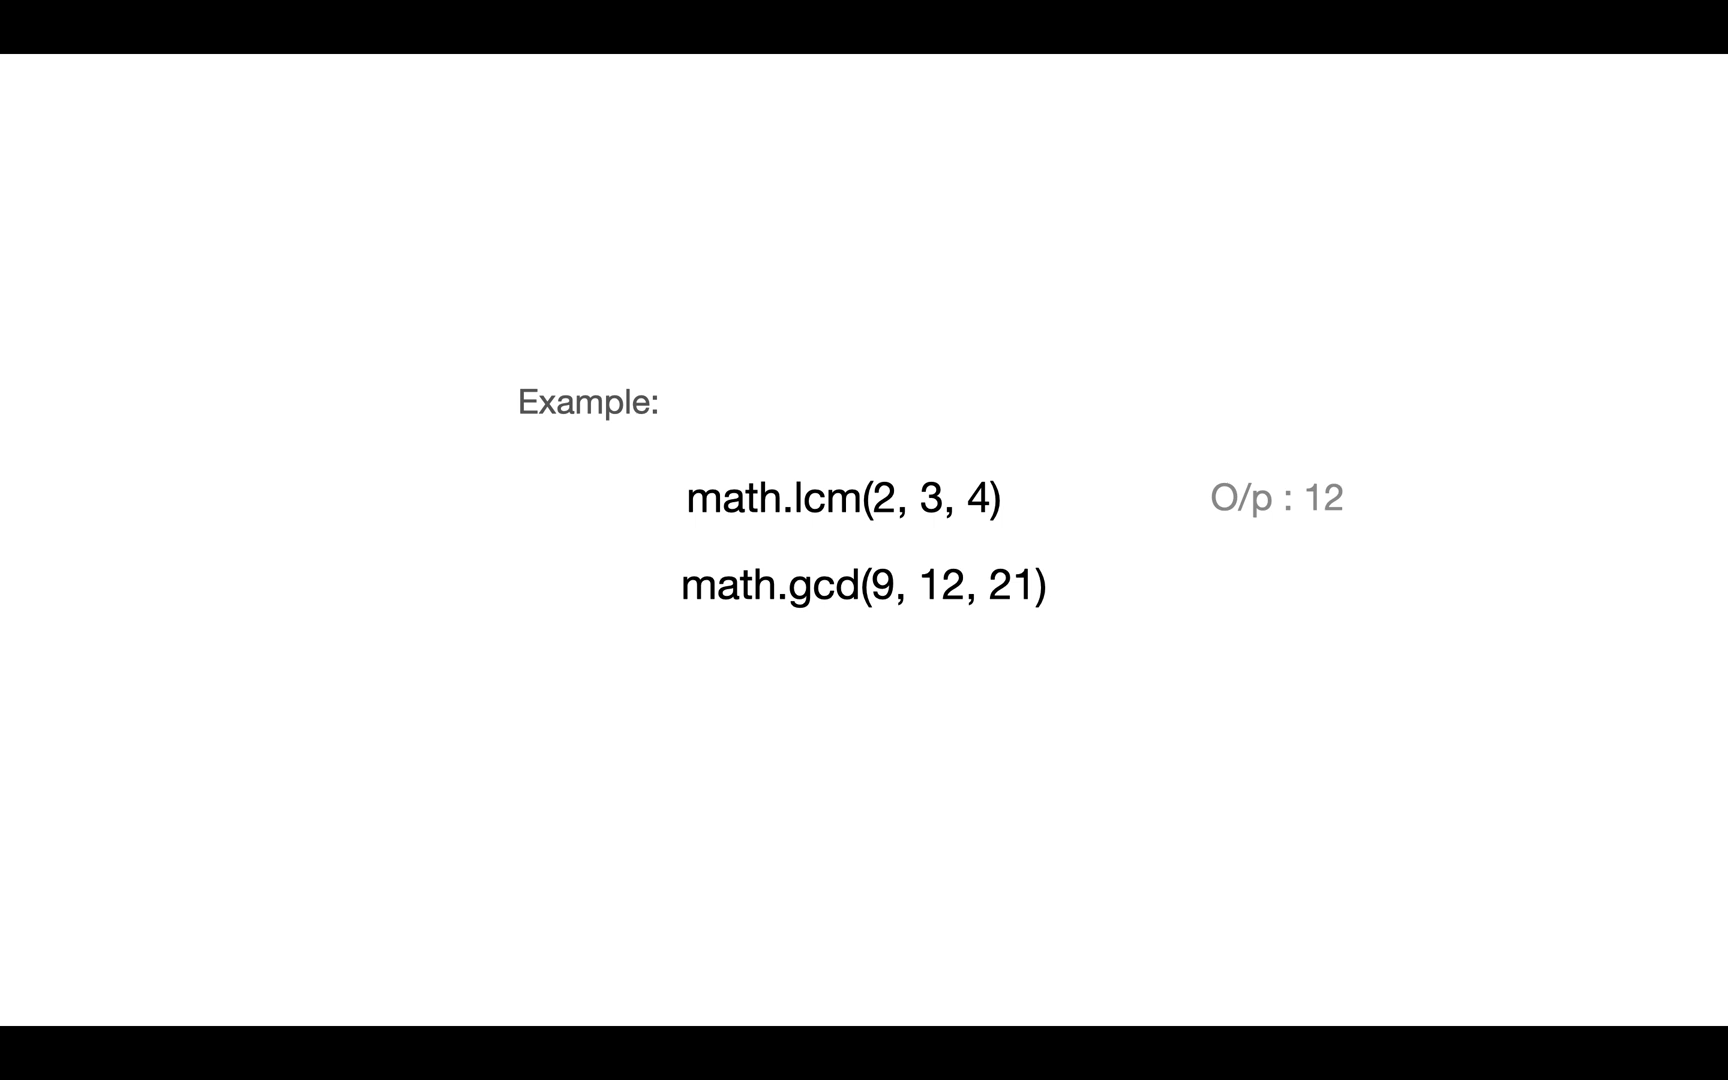 Example:
math.lcm(2, 3, 4) O/p : 12
math.gcd(9, 12, 21)